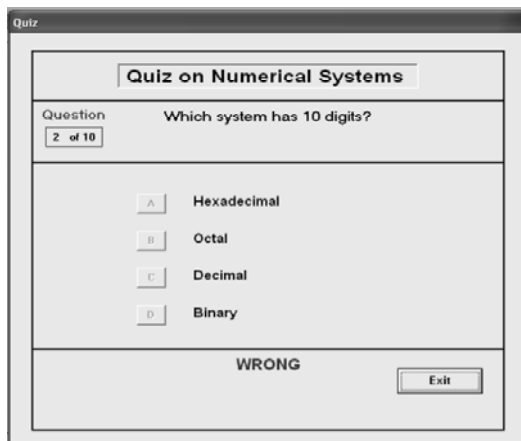 Quiz
Quiz on Numerical Systems
Question
2 of 10
Which system has 10 digits?
A Hexadecimal
B Octal
C Decimal
D Binary
WRONG
Exit